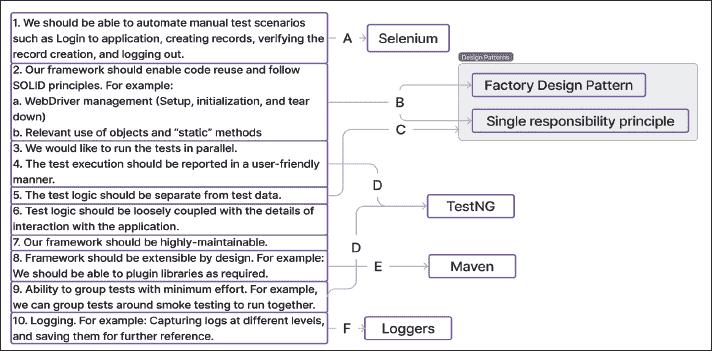 1. We should be able to automate manual test scenarios
such as Login to application, creating records, verifying the
record creation, and logging out.
A
Selenium
2. Our framework should enable code reuse and follow
SOLID principles. For example:
a. WebDriver management (Setup, initialization, and tear
down)
b. Relevant use of objects and “static” methods
Design Patterns
Factory Design Pattern
B
Single responsibility principle
C
3. We would like to run the tests in parallel.
4. The test execution should be reported in a user-friendly
manner.
5. The test logic should be separate from test data.
D
6. Test logic should be loosely coupled with the details of
interaction with the application.
TestNG
7. Our framework should be highly-maintainable.
D
8. Framework should be extensible by design. For example:
We should be able to plugin libraries as required.
E
Maven
9. Ability to group tests with minimum effort. For example,
we can group tests around smoke testing to run together.
10. Logging. For example: Capturing logs at different levels,
and saving them for further reference.
F
Loggers